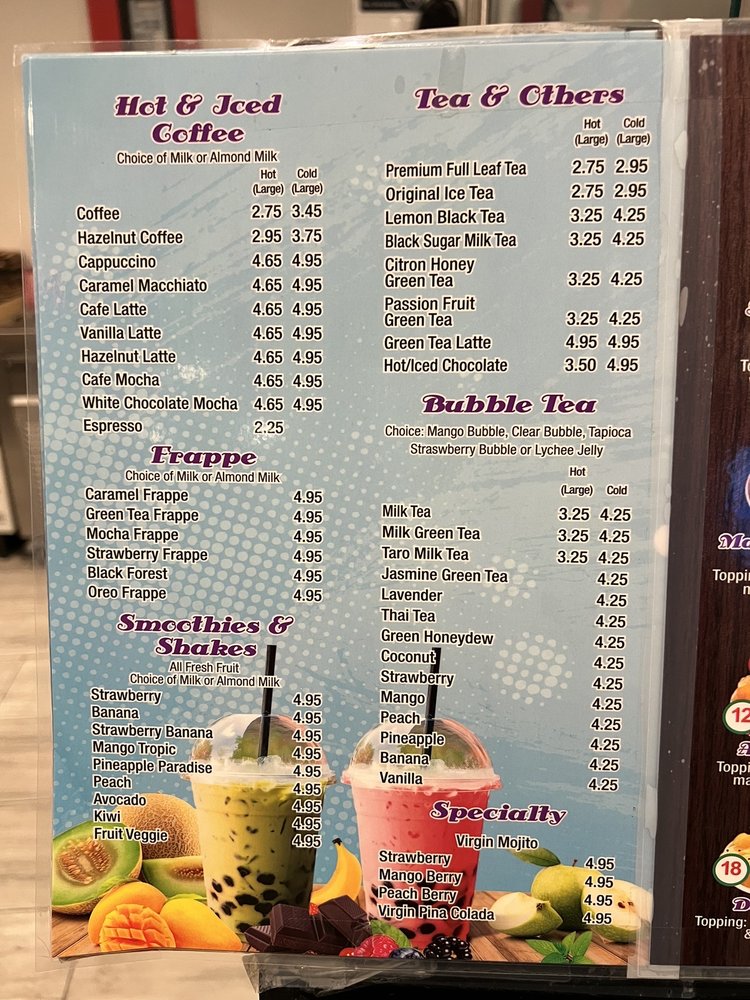 Hot & Iced
Coffee
Choice of Milk or Almond Milk
Hot Cold
(Large) (Large)
Coffee 2.75 3.45
Hazelnut Coffee 2.95 3.75
Cappuccino 4.65 4.95
Caramel Macchiato 4.65 4.95
Cafe Latte 4.65 4.95
Vanilla Latte 4.65 4.95
Hazelnut Latte 4.65 4.95
Cafe Mocha 4.65 4.95
White Chocolate Mocha 4.65 4.95
Espresso 2.25
Frappe
Choice of Milk or Almond Milk
Caramel Frappe 4.95
Green Tea Frappe 4.95
Mocha Frappe 4.95
Strawberry Frappe 4.95
Black Forest 4.95
Oreo Frappe 4.95
Smoothies &
Shakes
All Fresh Fruit
Choice of Milk or Almond Milk
Strawberry 4.95
Banana 4.95
Strawberry Banana 4.95
Mango Tropic 4.95
Pineapple Paradise 4.95
Peach 4.95
Avocado 4.95
Kiwi 4.95
Fruit Veggie 4.95
Tea & Others
Hot Cold
(Large) (Large)
Premium Full Leaf Tea 2.75 2.95
Original Ice Tea 2.75 2.95
Lemon Black Tea 3.25 4.25
Black Sugar Milk Tea 3.25 4.25
Citron Honey
Green Tea 3.25 4.25
Passion Fruit
Green Tea 3.25 4.25
Green Tea Latte 4.95 4.95
Hot/Iced Chocolate 3.50 4.95
Bubble Tea
Choice: Mango Bubble, Clear Bubble, Tapioca
Straswberry Bubble or Lychee Jelly
Hot
(Large) Cold
Milk Tea 3.25 4.25
Milk Green Tea 3.25 4.25
Taro Milk Tea 3.25 4.25
Jasmine Green Tea 4.25
Lavender 4.25
Thai Tea 4.25
Green Honeydew 4.25
Coconut 4.25
Strawberry 4.25
Mango 4.25
Peach 4.25
Pineapple 4.25
Banana 4.25
Vanilla 4.25
Specialty
Virgin Mojito
Strawberry 4.95
Mango Berry 4.95
Peach Berry 4.95
Virgin Pina Colada 4.95
12
18
Topping:
&